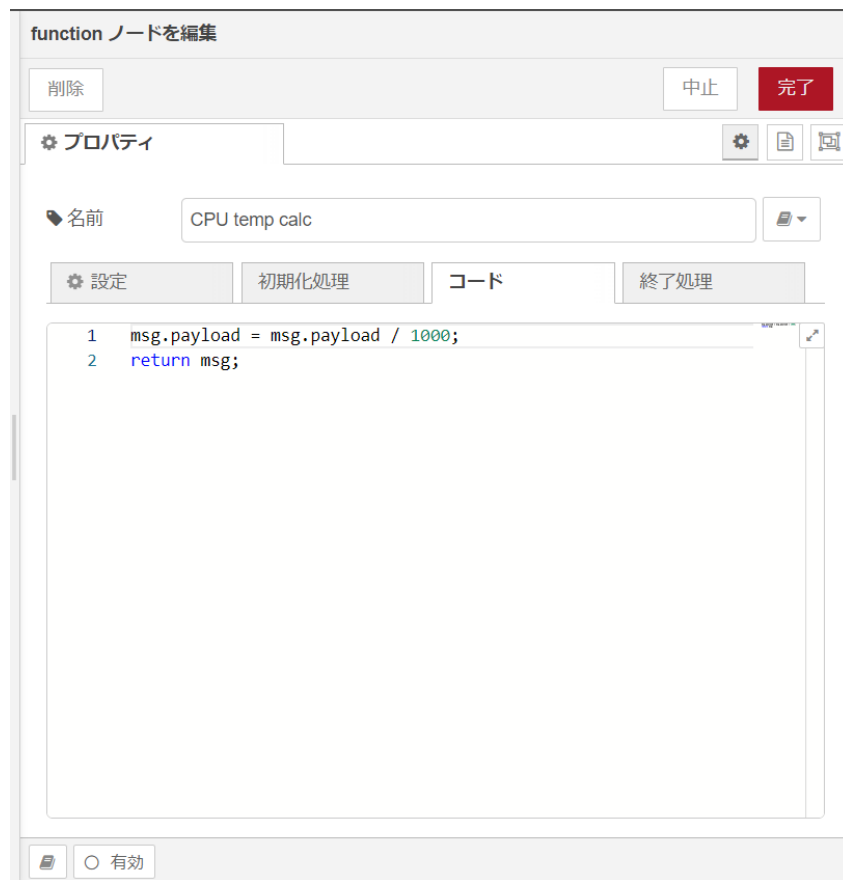 function ノードを編集
削除 中止 完了
プロパティ
名前 CPU temp calc
設定 初期化処理 コード 終了処理
1 msg.payload = msg.payload / 1000;
2 return msg;
有効